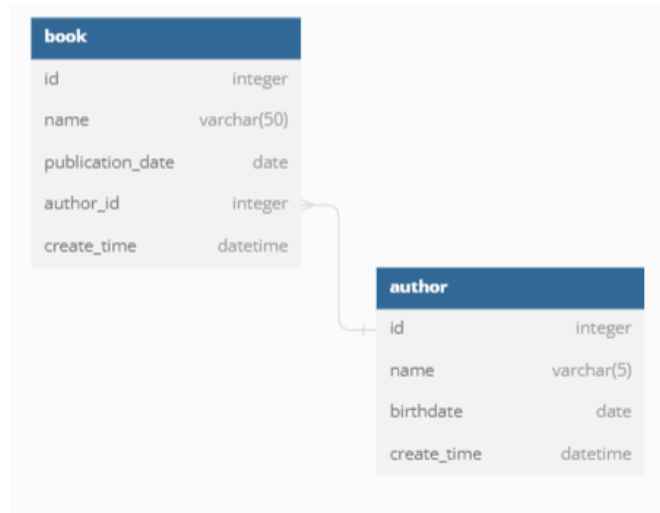 book
id integer
name varchar(50)
publication_date date
author_id integer
create_time datetime
author
id integer
name varchar(5)
birthdate date
create_time datetime